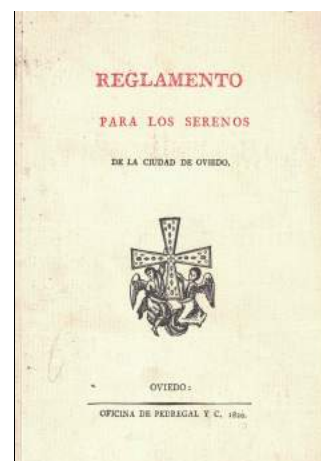 REGLAMENTO
PARA LOS SERENOS
DE LA CIUDAD DE OVIEDO.
OVIEDO:
OFICINA DE PEDREGAL Y C.